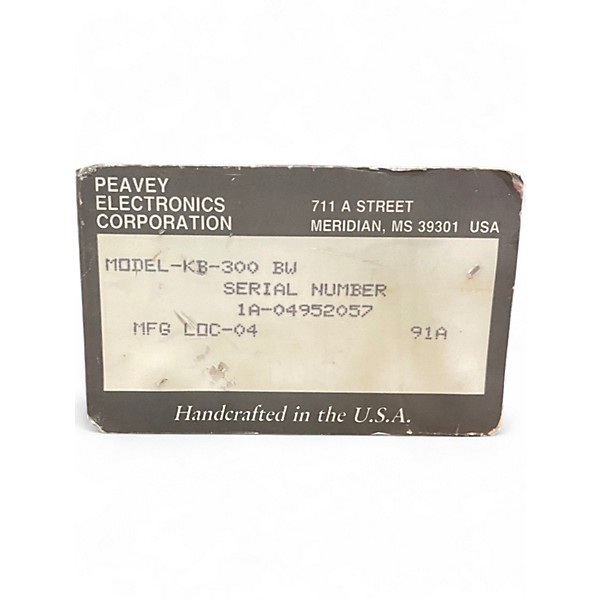 PEAVEY
ELECTRONICS
CORPORATION
711 A STREET
MERIDIAN, MS 39301 USA
MODEL-KB-300 BW
SERIAL NUMBER
1A-04952057
MFG LOC-04 91A
Handcrafted in the U.S.A.